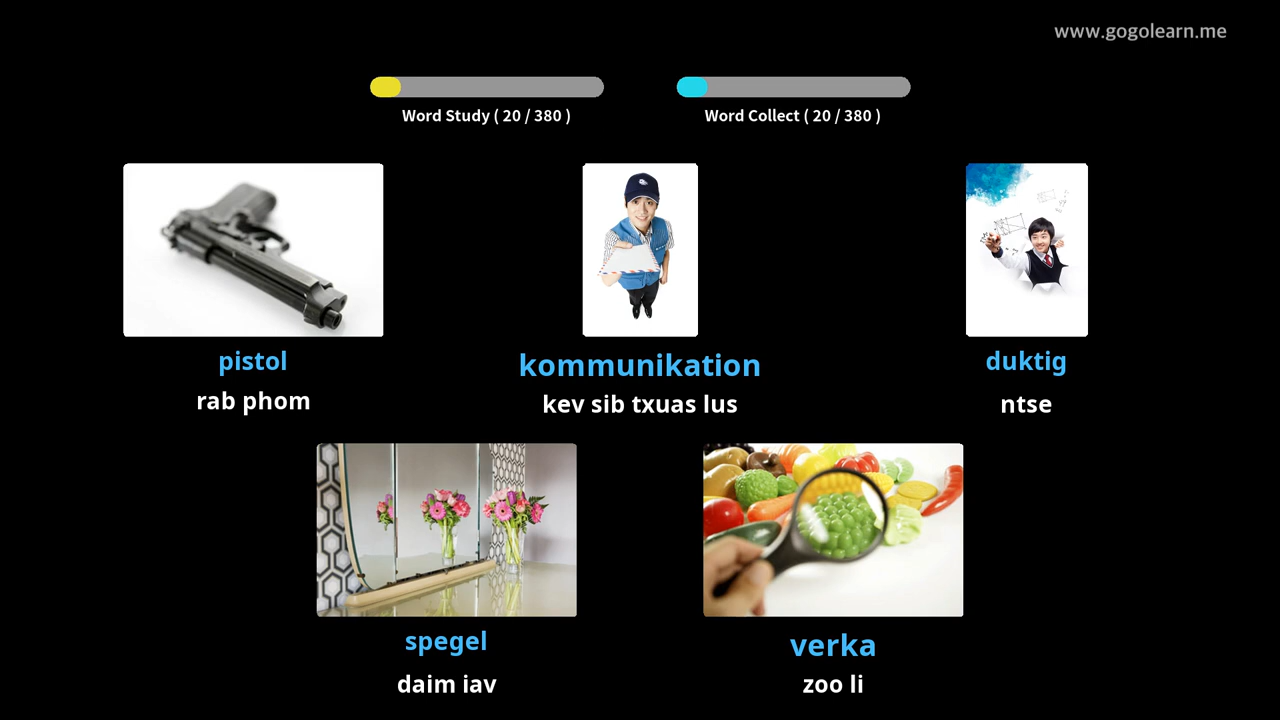 www.gogolearn.me
Word Study ( 20 / 380 )
Word Collect ( 20 / 380 )
pistol
rab phom
kommunikation
kev sib txuas lus
duktig
ntse
spegel
daim iav
verka
zoo li